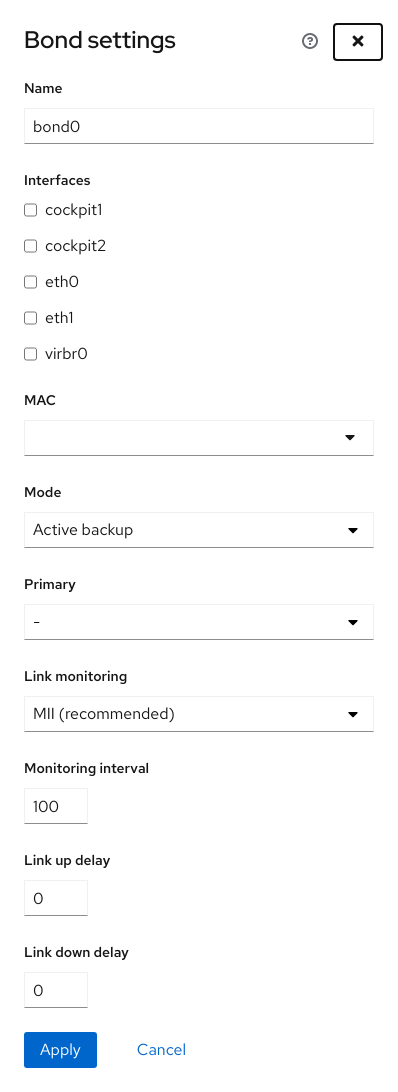 Bond settings
Name
bond0
Interfaces
cockpit1
cockpit2
eth0
eth1
virbr0
MAC
Mode
Active backup
Primary
-
Link monitoring
MII (recommended)
Monitoring interval
100
Link up delay
0
Link down delay
0
Apply Cancel